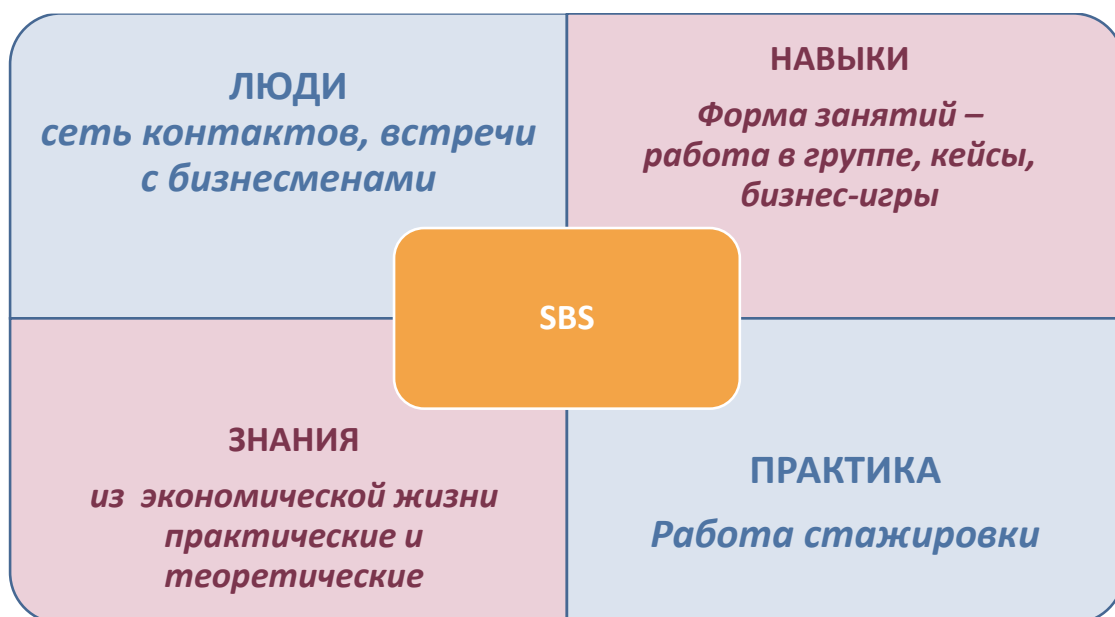 ЛЮДИ
сеть контактов, встречи
с бизнесменами
НАВЫКИ
Форма занятий –
работа в группе, кейсы,
бизнес-игры
SBS
ЗНАНИЯ
из экономической жизни
практические и
теоретические
ПРАКТИКА
Работа стажировки